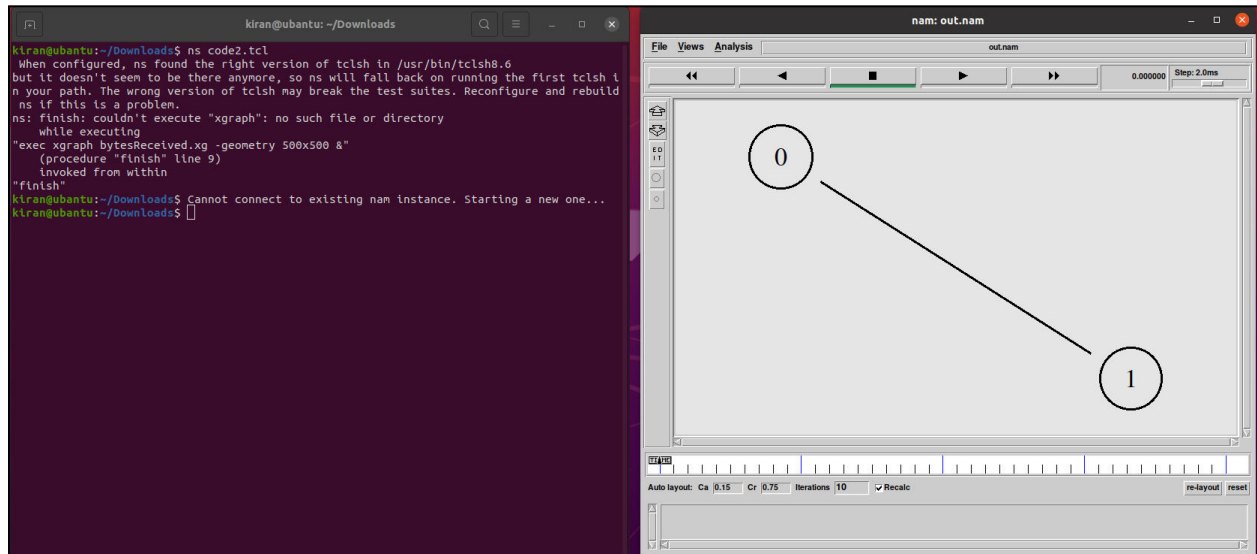 kiran@ubantu: ~/Downloads
kiran@ubantu:~/Downloads$ ns code2.tcl
When configured, ns found the right version of tclsh in /usr/bin/tclsh8.6
but it doesn't seem to be there anymore, so ns will fall back on running the first tclsh i
n your path. The wrong version of tclsh may break the test suites. Reconfigure and rebuild
ns if this is a problem.
ns: finish: couldn't execute "xgraph": no such file or directory
while executing
"exec xgraph bytesReceived.xg -geometry 500x500 &"
(procedure "finish" line 9)
invoked from within
"finish"
kiran@ubantu:~/Downloads$ Cannot connect to existing nam instance. Starting a new one...
kiran@ubantu:~/Downloads$
nam: out.nam
File Views Analysis out.nam
0.000000 Step: 2.0ms
ED
IT
0
1
TIME
Auto layout: Ca 0.15 Cr 0.75 Iterations 10 Recalc re-layout reset